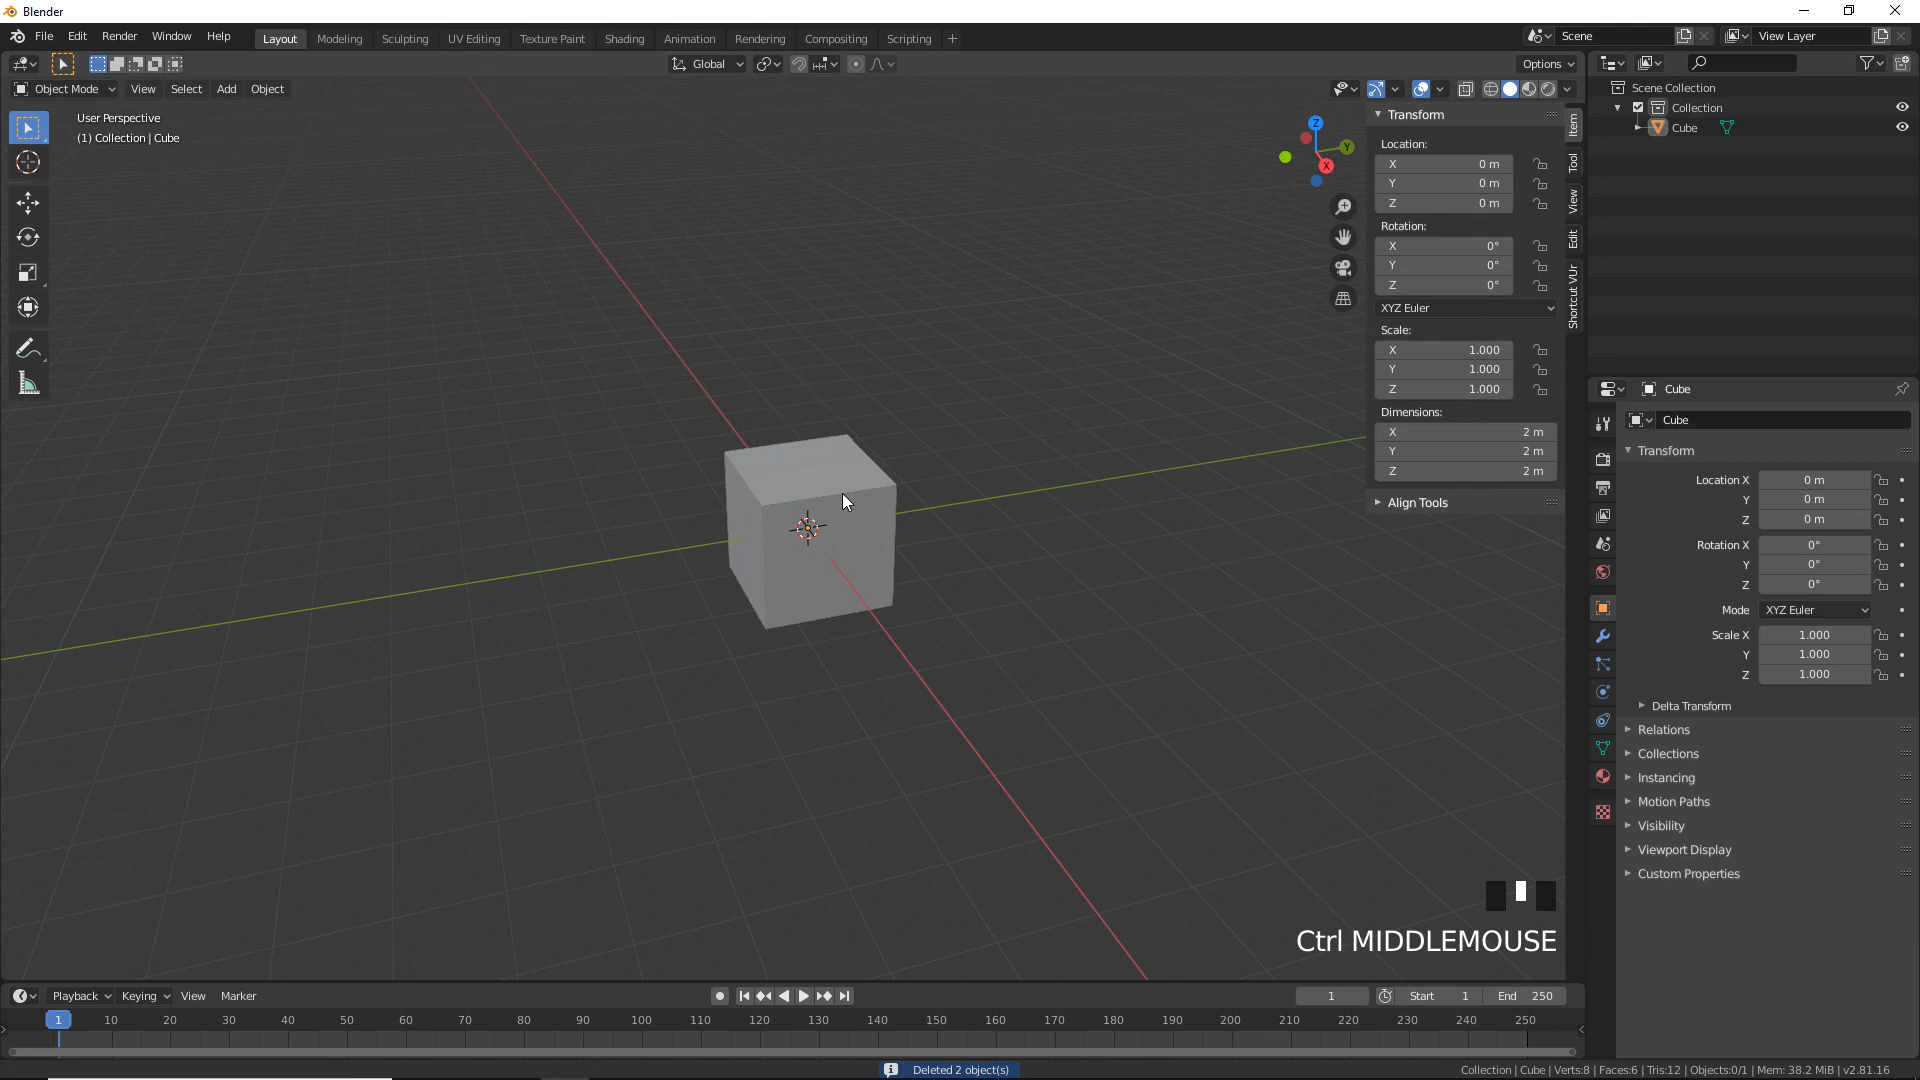 Blender
File Edit Render Window Help
Layout Modeling Sculpting UV Editing Texture Paint Shading Animation Rendering Compositing Scripting +
Scene
View Layer
Global
Options
Object Mode View Select Add Object
User Perspective
(1) Collection | Cube
Z
Y
X
Transform
Location:
X 0 m
Y 0 m
Z 0 m
Rotation:
X 0°
Y 0°
Z 0°
XYZ Euler
Scale:
X 1.000
Y 1.000
Z 1.000
Dimensions:
X 2 m
Y 2 m
Z 2 m
Align Tools
Item
Tool
View
Edit
Shortcut VUr
Scene Collection
Collection
Cube
Cube
Cube
Transform
Location X 0 m
Y 0 m
Z 0 m
Rotation X 0°
Y 0°
Z 0°
Mode XYZ Euler
Scale X 1.000
Y 1.000
Z 1.000
Delta Transform
Relations
Collections
Instancing
Motion Paths
Visibility
Viewport Display
Custom Properties
Ctrl MIDDLEMOUSE
Playback Keying View Marker
1
Start 1
End 250
1 10 20 30 40 50 60 70 80 90 100 110 120 130 140 150 160 170 180 190 200 210 220 230 240 250
Deleted 2 object(s)
Collection | Cube | Verts:8 | Faces:6 | Tris:12 | Objects:0/1 | Mem: 38.2 MiB | v2.81.16